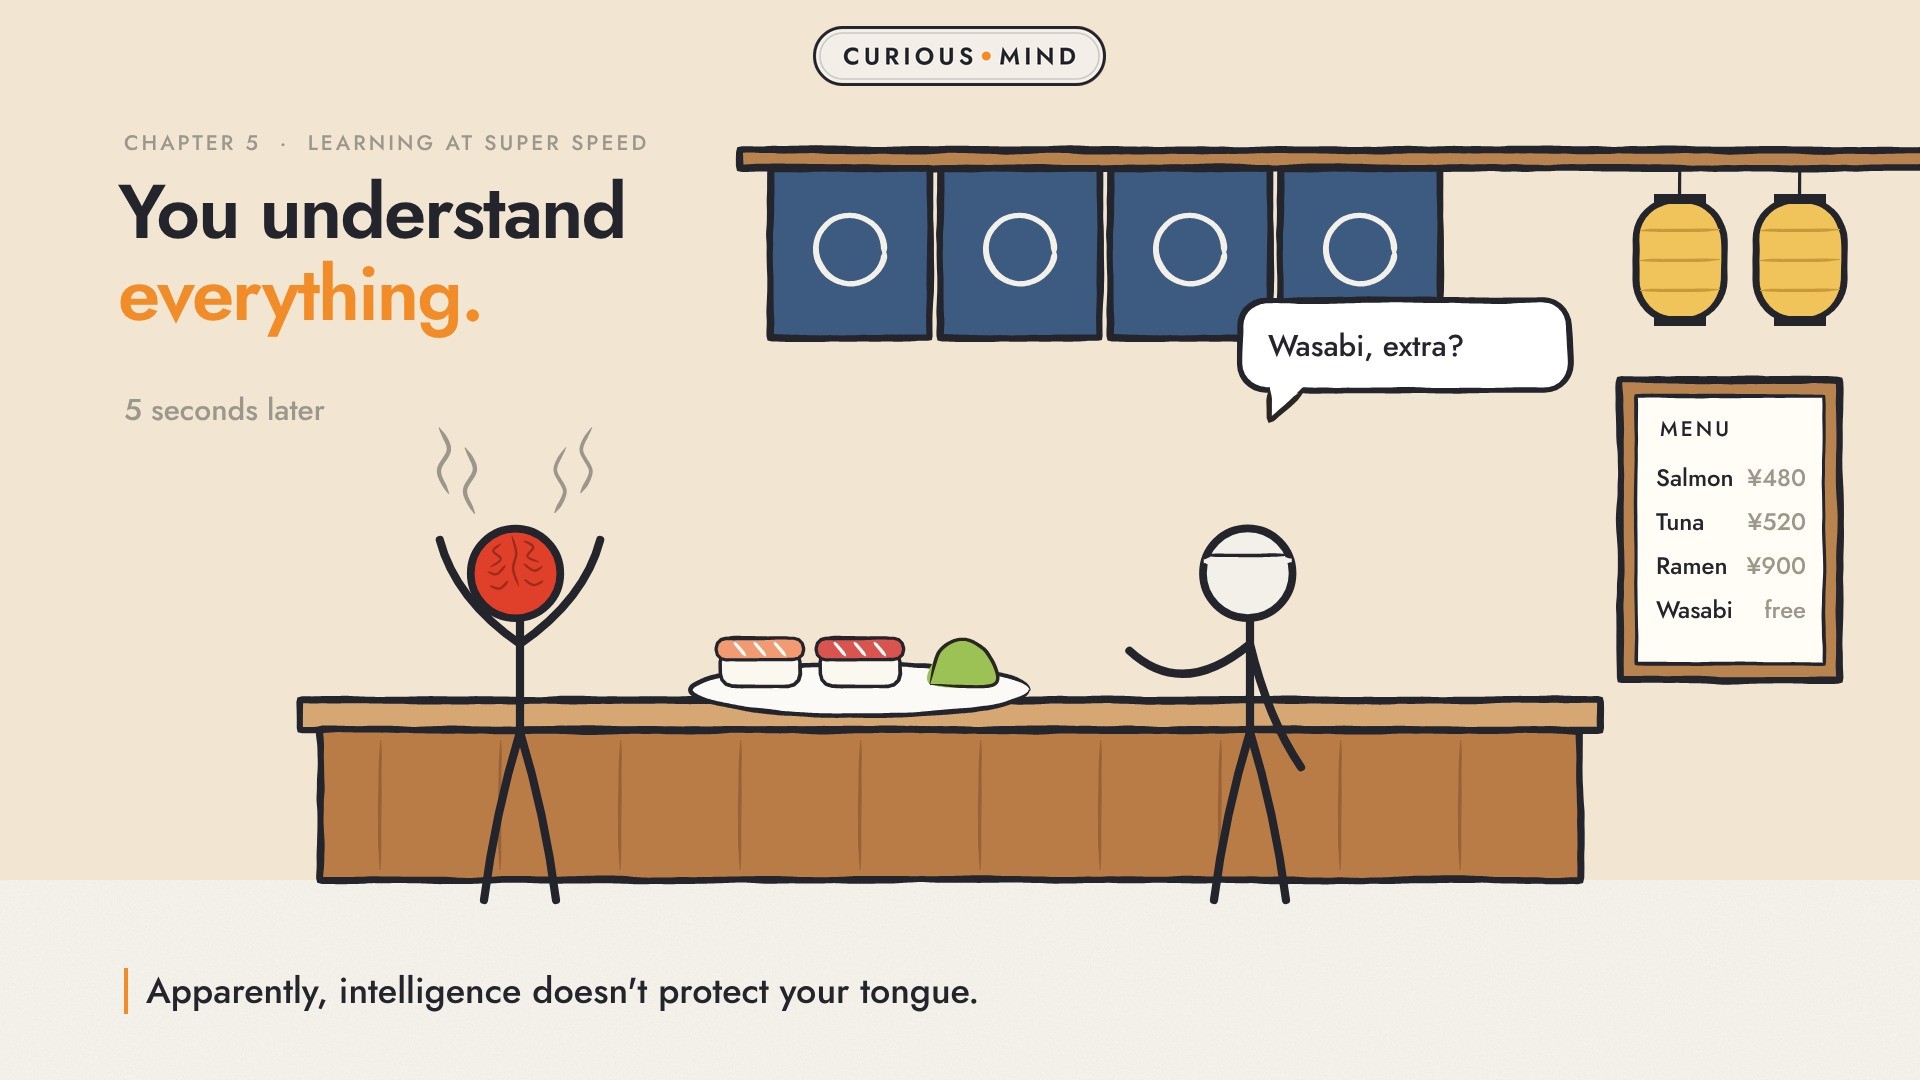 CURIOUS•MIND
CHAPTER 5 · LEARNING AT SUPER SPEED
You understand
everything.
5 seconds later
Wasabi, extra?
MENU
Salmon ¥480
Tuna ¥520
Ramen ¥900
Wasabi free
Apparently, intelligence doesn't protect your tongue.